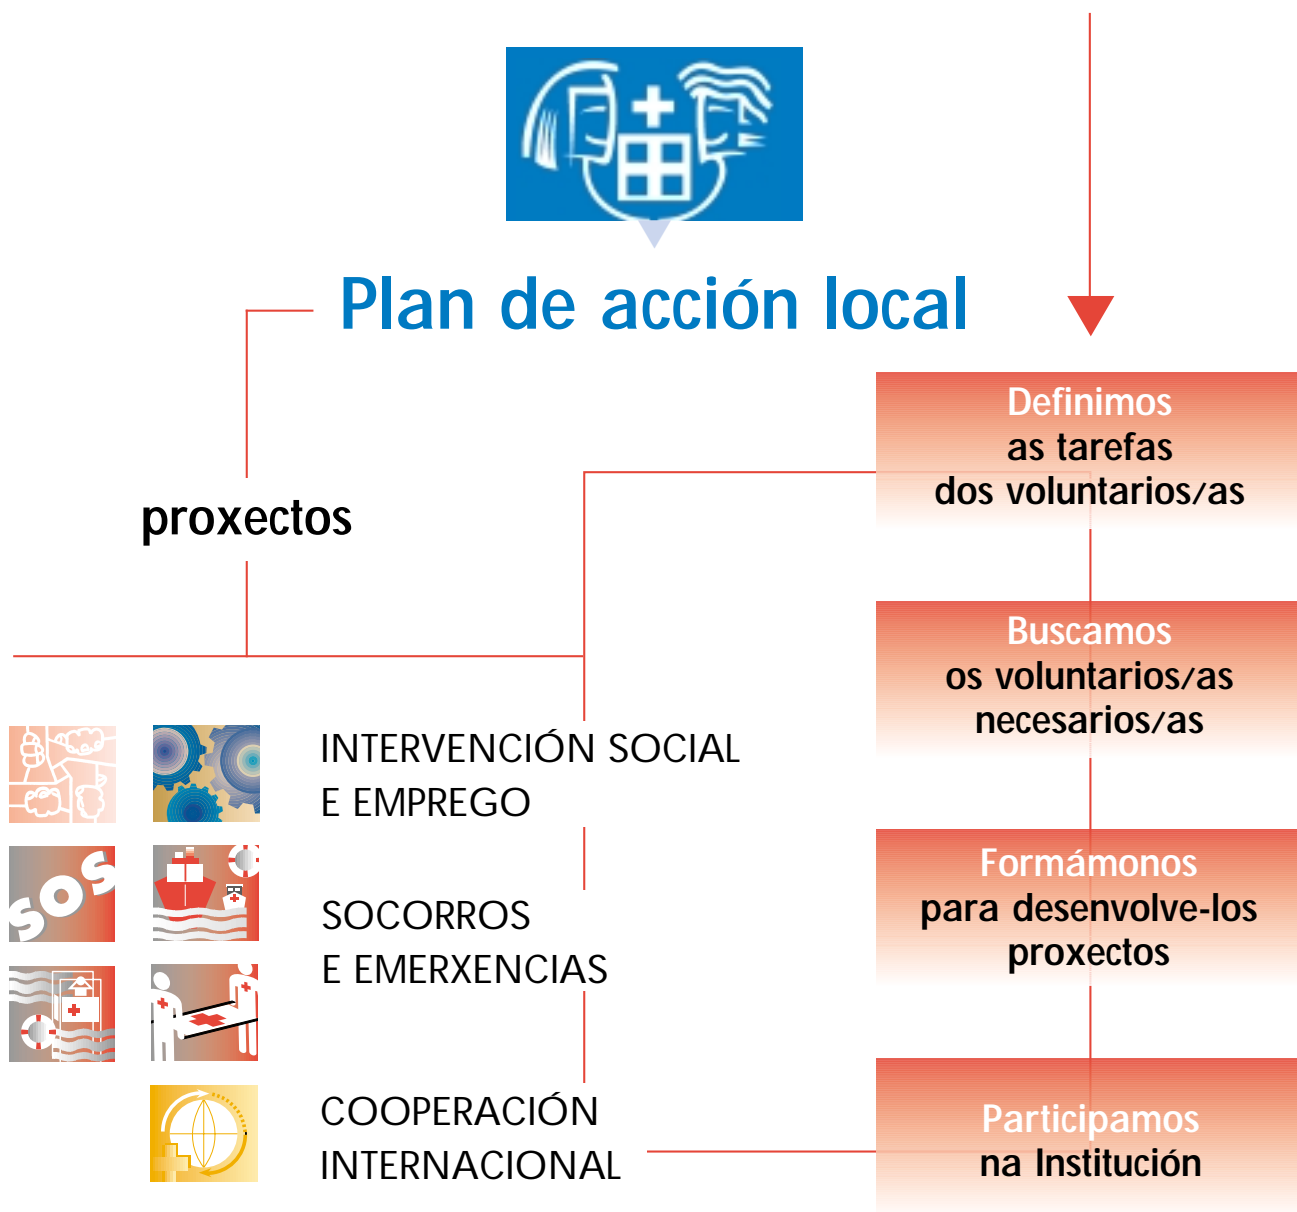 Plan de acción local
proxectos
INTERVENCIÓN SOCIAL
E EMPREGO
SOS
SOCORROS
E EMERXENCIAS
COOPERACIÓN
INTERNACIONAL
Definimos
as tarefas
dos voluntarios/as
Buscamos
os voluntarios/as
necesarios/as
Formámonos
para desenvolve-los
proxectos
Participamos
na Institución